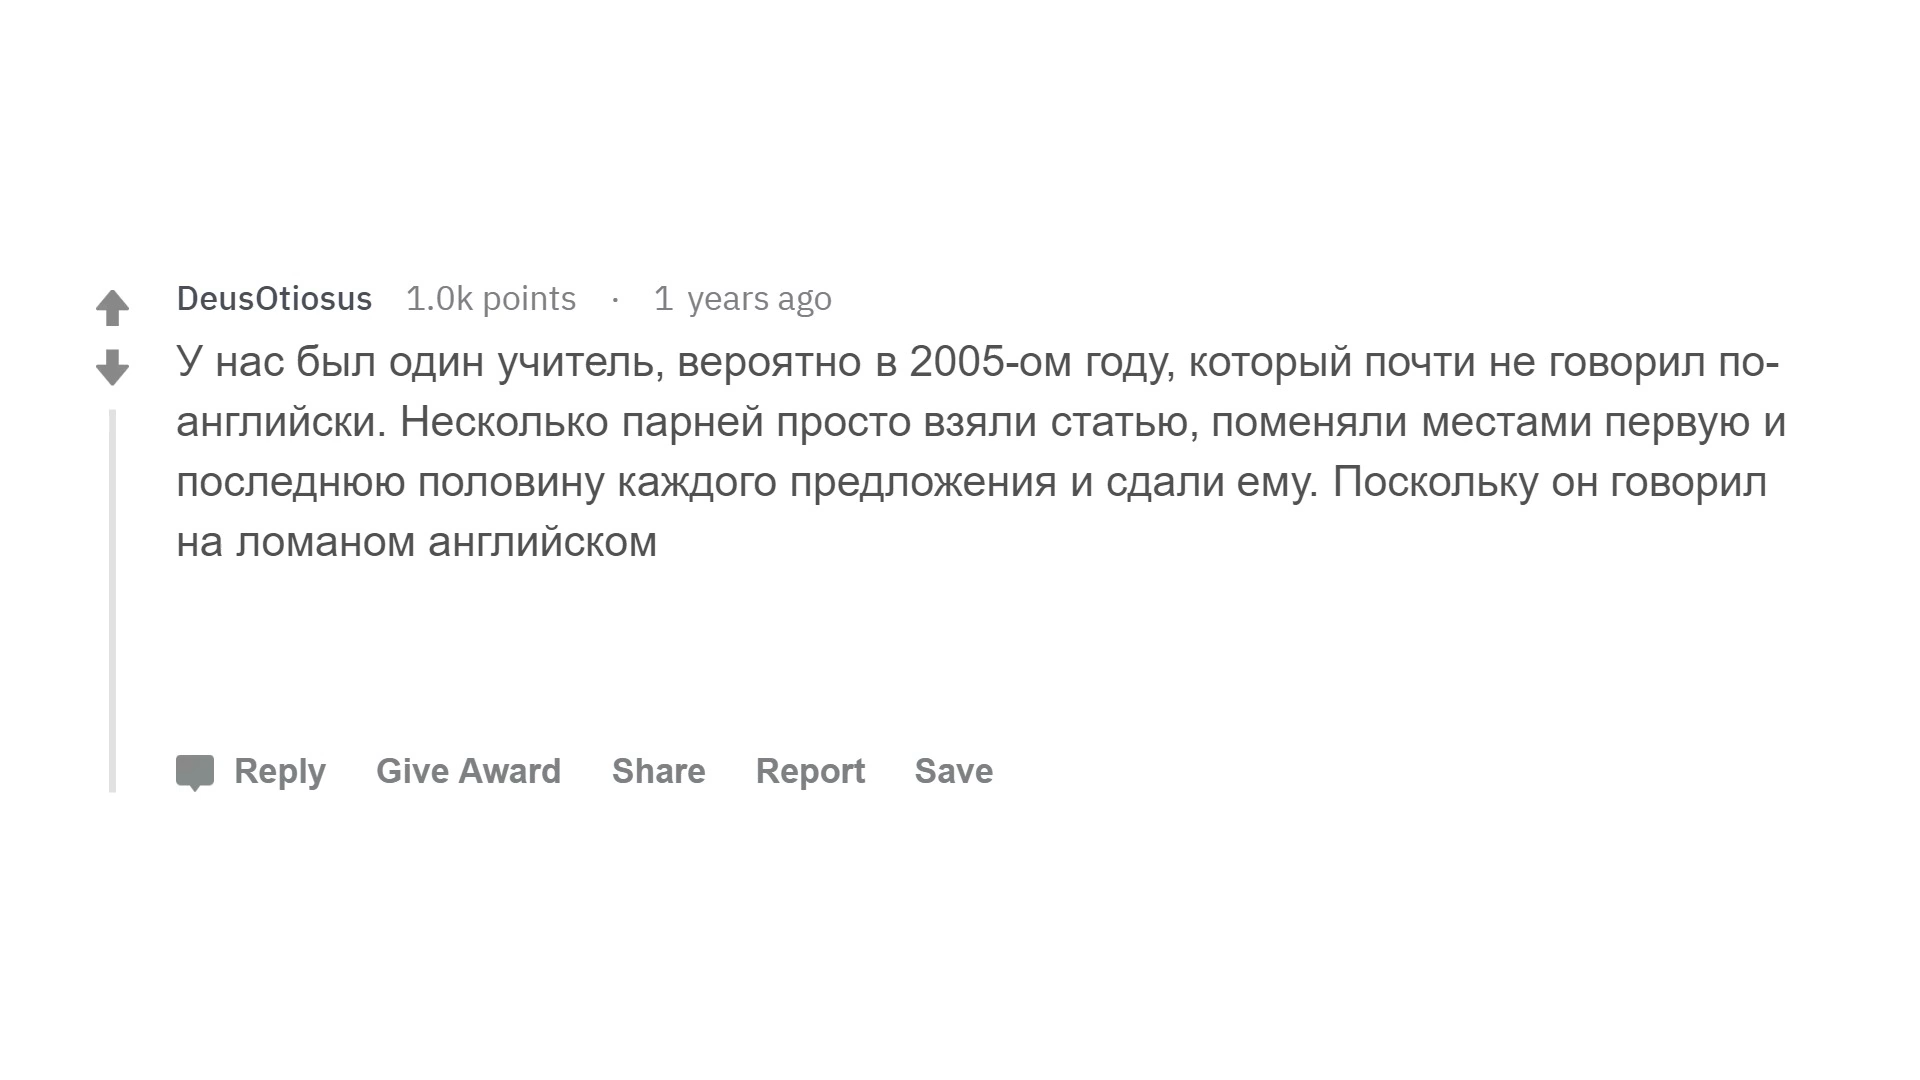 DeusOtiosus 1.0k points · 1 years ago
У нас был один учитель, вероятно в 2005-ом году, который почти не говорил по-
английски. Несколько парней просто взяли статью, поменяли местами первую и
последнюю половину каждого предложения и сдали ему. Поскольку он говорил
на ломаном английском
Reply Give Award Share Report Save